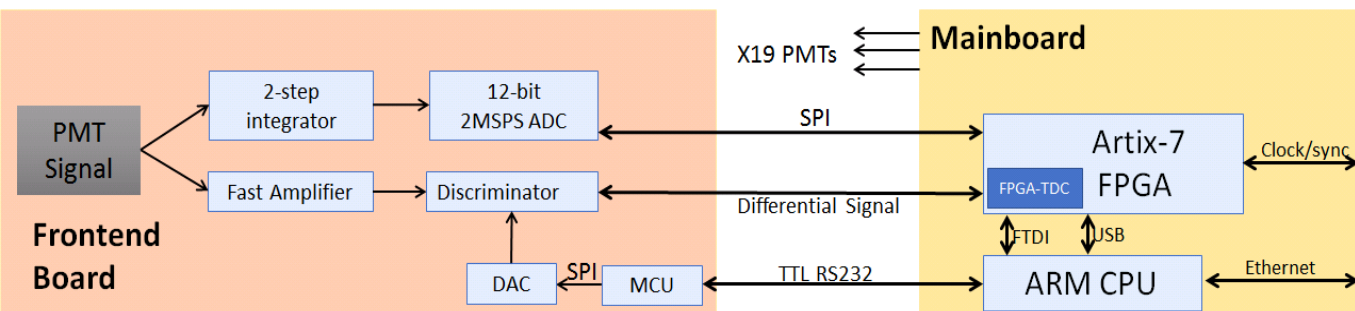 PMT
Signal
Frontend
Board
2-step
integrator
12-bit
2MSPS ADC
Fast Amplifier
Discriminator
DAC
SPI
MCU
X19 PMTs
SPI
Differential Signal
TTL RS232
Mainboard
Artix-7
FPGA
FPGA-TDC
Clock/sync
FTDI
USB
ARM CPU
Ethernet